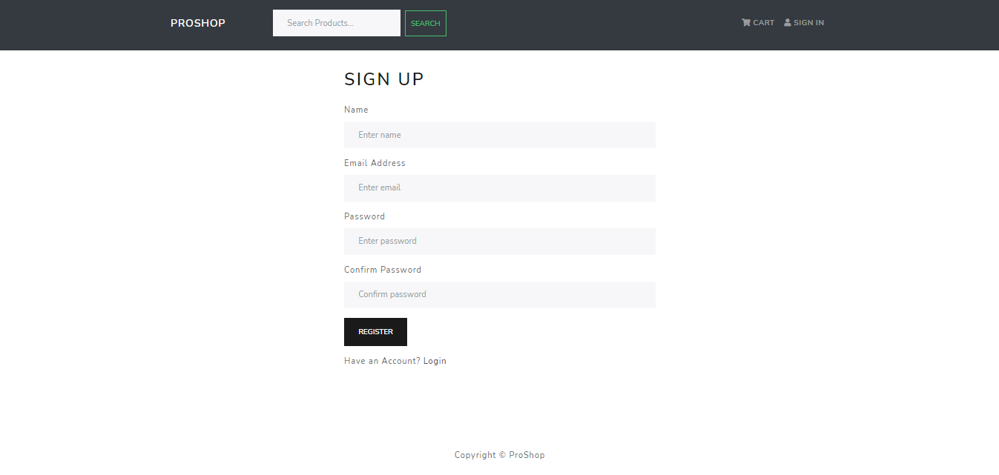 PROSHOP Search Products... SEARCH CART SIGN IN
SIGN UP
Name
Enter name
Email Address
Enter email
Password
Enter password
Confirm Password
Confirm password
REGISTER
Have an Account? Login
Copyright © ProShop